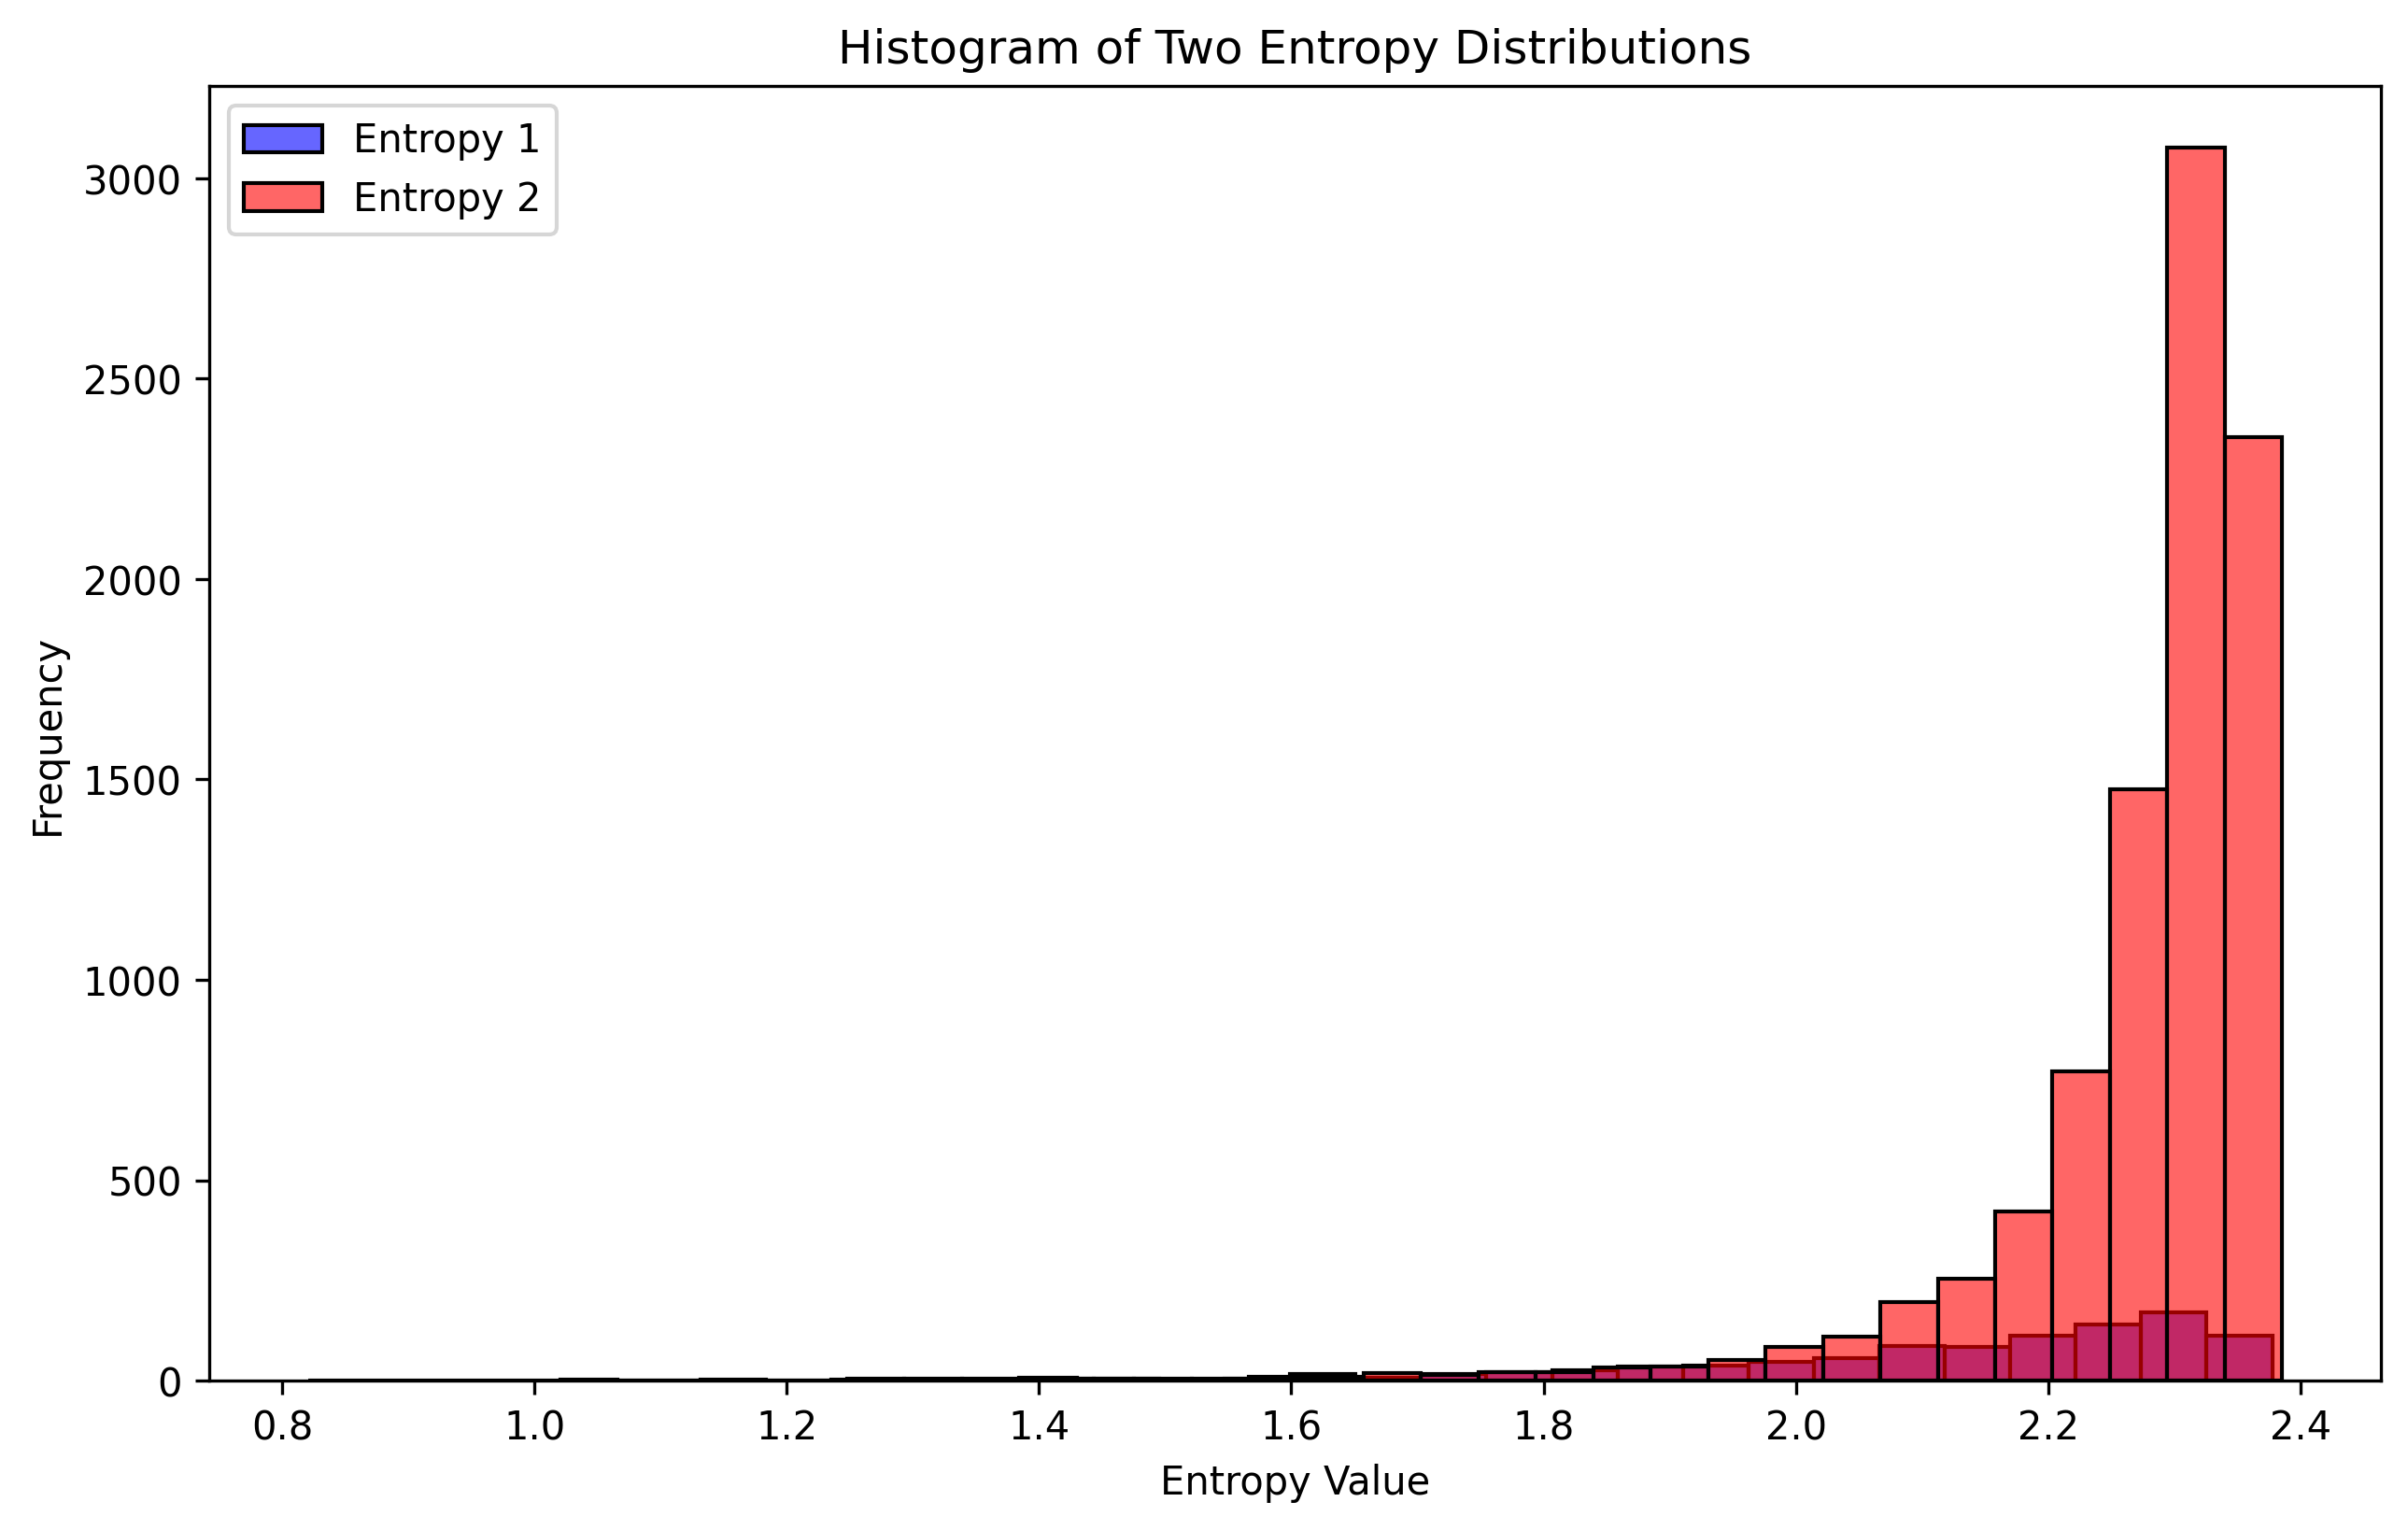 Histogram of Two Entropy Distributions
Entropy 1
Entropy 2
Frequency
3000
2500
2000
1500
1000
500
0
0.8 1.0 1.2 1.4 1.6 1.8 2.0 2.2 2.4
Entropy Value